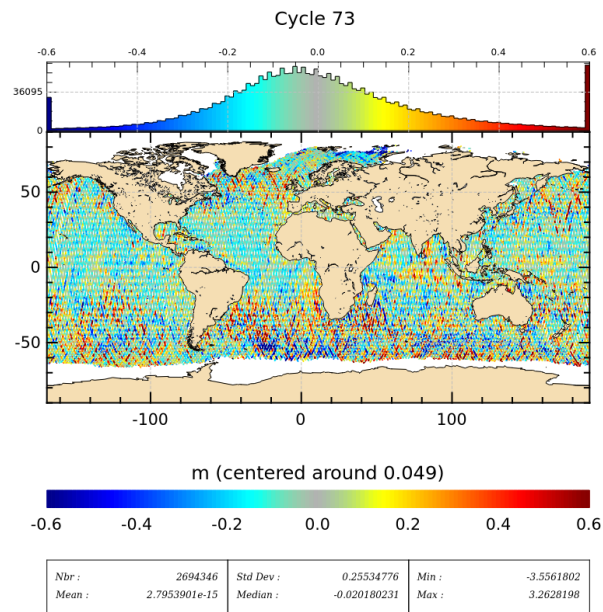 Cycle 73
-0.6 -0.4 -0.2 0.0 0.2 0.4 0.6
36095
0
50
0
-50
-100 0 100
m (centered around 0.049)
-0.6 -0.4 -0.2 0.0 0.2 0.4 0.6
Nbr : 2694346 Std Dev : 0.25534776 Min : -3.5561802
Mean : 2.7953901e-15 Median : -0.020180231 Max : 3.2628198